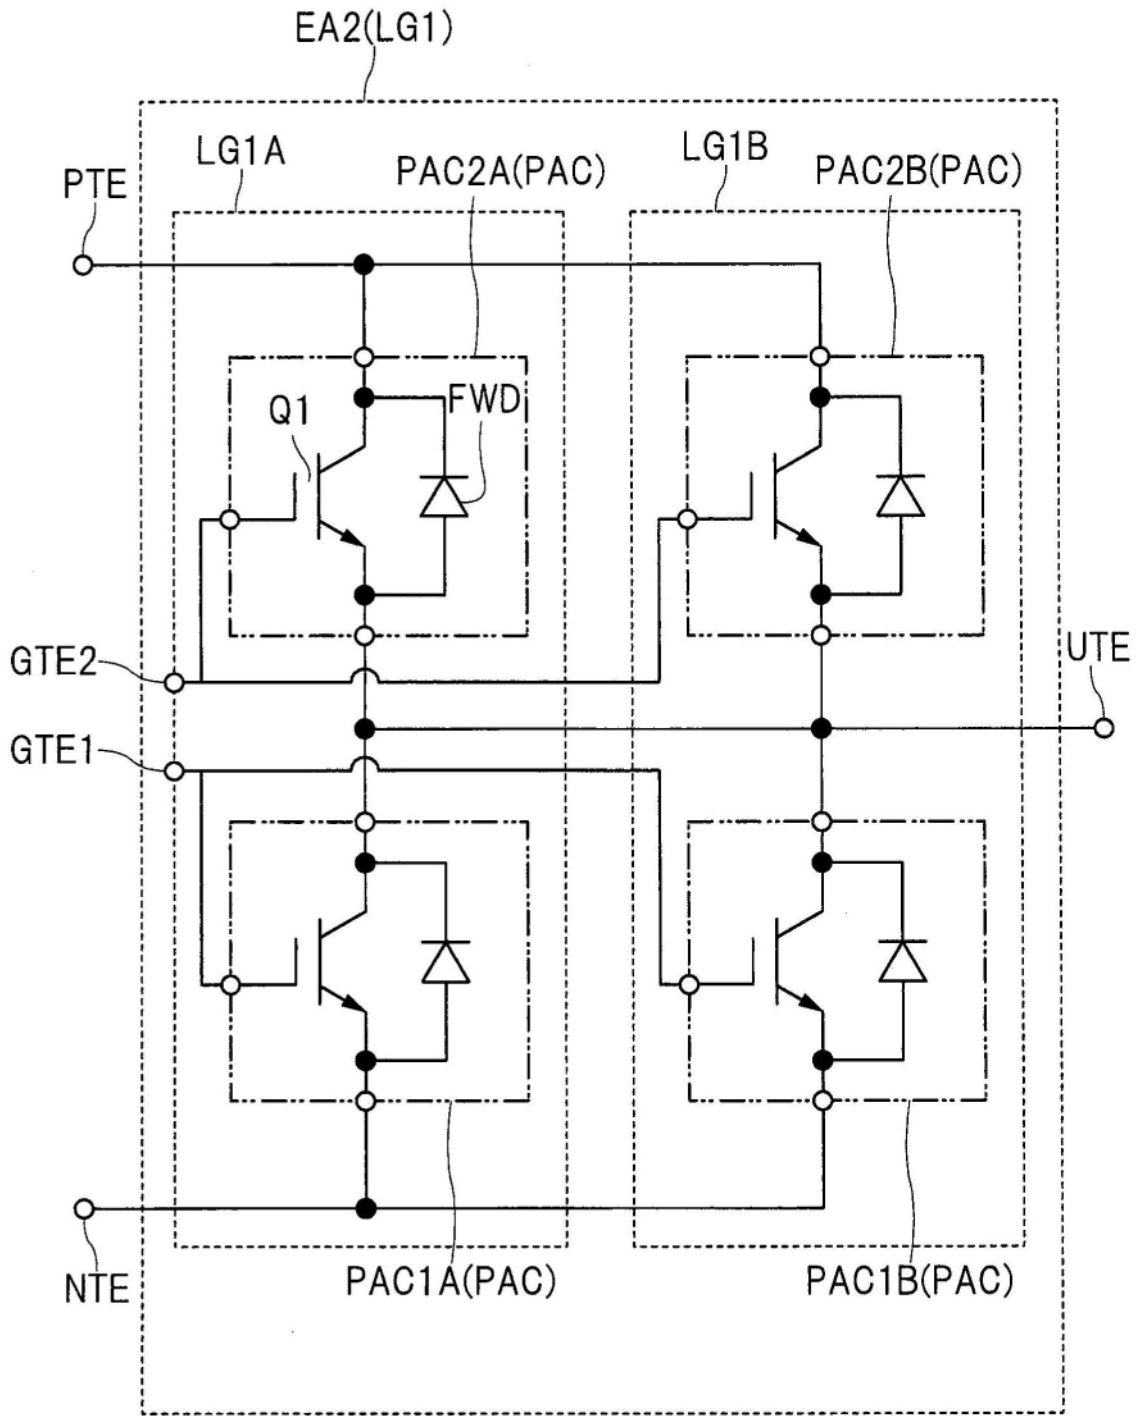 EA2(LG1)
LG1A
LG1B
PAC2A(PAC)
PAC2B(PAC)
PTE
Q1
FWD
GTE2
UTE
GTE1
NTE
PAC1A(PAC)
PAC1B(PAC)